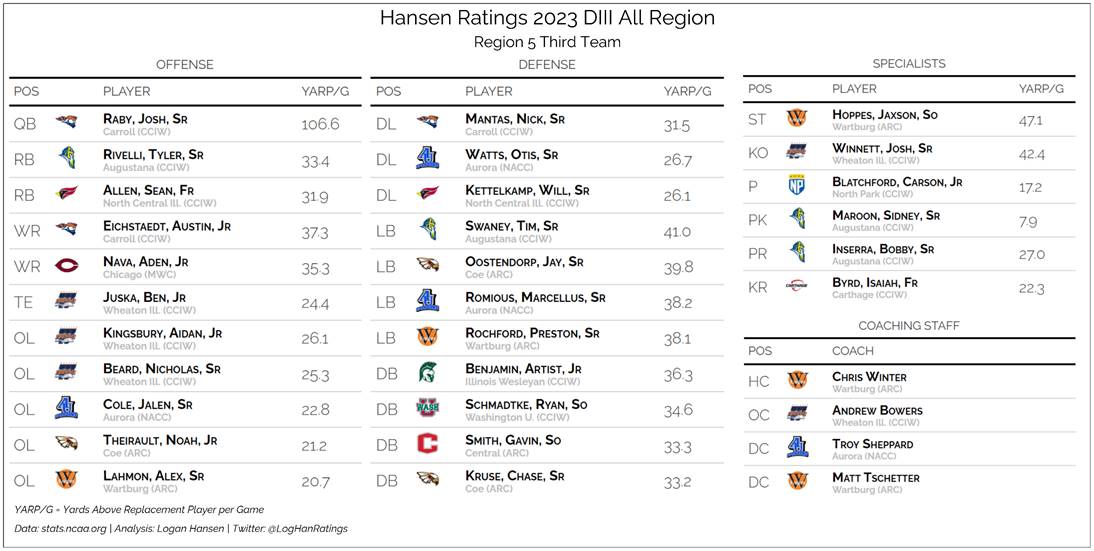 Hansen Ratings 2023 DIII All Region
Region 5 Third Team
OFFENSE
POS PLAYER YARP/G
QB Raby, Josh, Sr 106.6
Carroll (CCIW)
RB Rivelli, Tyler, Sr 33.4
Augustana (CCIW)
RB Allen, Sean, Fr 31.9
North Central Ill. (CCIW)
WR Eichstaedt, Austin, Jr 37.3
Carroll (CCIW)
WR Nava, Aden, Jr 35.3
Chicago (MWC)
TE Juska, Ben, Jr 24.4
Wheaton Ill. (CCIW)
OL Kingsbury, Aidan, Jr 26.1
Wheaton Ill. (CCIW)
OL Beard, Nicholas, Sr 25.3
Wheaton Ill. (CCIW)
OL Cole, Jalen, Sr 22.8
Aurora (NACC)
OL Theirault, Noah, Jr 21.2
Coe (ARC)
OL Lahmon, Alex, Sr 20.7
Wartburg (ARC)
DEFENSE
POS PLAYER YARP/G
DL Mantas, Nick, Sr 31.5
Carroll (CCIW)
DL Watts, Otis, Sr 26.7
Aurora (NACC)
DL Kettelkamp, Will, Sr 26.1
North Central Ill. (CCIW)
LB Swaney, Tim, Sr 41.0
Augustana (CCIW)
LB Oostendorp, Jay, Sr 39.8
Coe (ARC)
LB Romious, Marcellus, Sr 38.2
Aurora (NACC)
LB Rochford, Preston, Sr 38.1
Wartburg (ARC)
DB Benjamin, Artist, Jr 36.3
Illinois Wesleyan (CCIW)
DB WASH Schmadtke, Ryan, So 34.6
Washington U. (CCIW)
DB Smith, Gavin, So 33.3
Central (ARC)
DB Kruse, Chase, Sr 33.2
Coe (ARC)
SPECIALISTS
POS PLAYER YARP/G
ST Hoppes, Jaxson, So 47.1
Wartburg (ARC)
KO Winnett, Josh, Sr 42.4
Wheaton Ill. (CCIW)
P NP Blatchford, Carson, Jr 17.2
North Park (CCIW)
PK Maroon, Sidney, Sr 7.9
Augustana (CCIW)
PR Inserra, Bobby, Sr 27.0
Augustana (CCIW)
KR CARTHAGE Byrd, Isaiah, Fr 22.3
Carthage (CCIW)
COACHING STAFF
POS COACH
HC Chris Winter
Wartburg (ARC)
OC Andrew Bowers
Wheaton Ill. (CCIW)
DC Troy Sheppard
Aurora (NACC)
DC Matt Tschetter
Wartburg (ARC)
YARP/G = Yards Above Replacement Player per Game
Data: stats.ncaa.org | Analysis: Logan Hansen | Twitter: @LogHanRatings